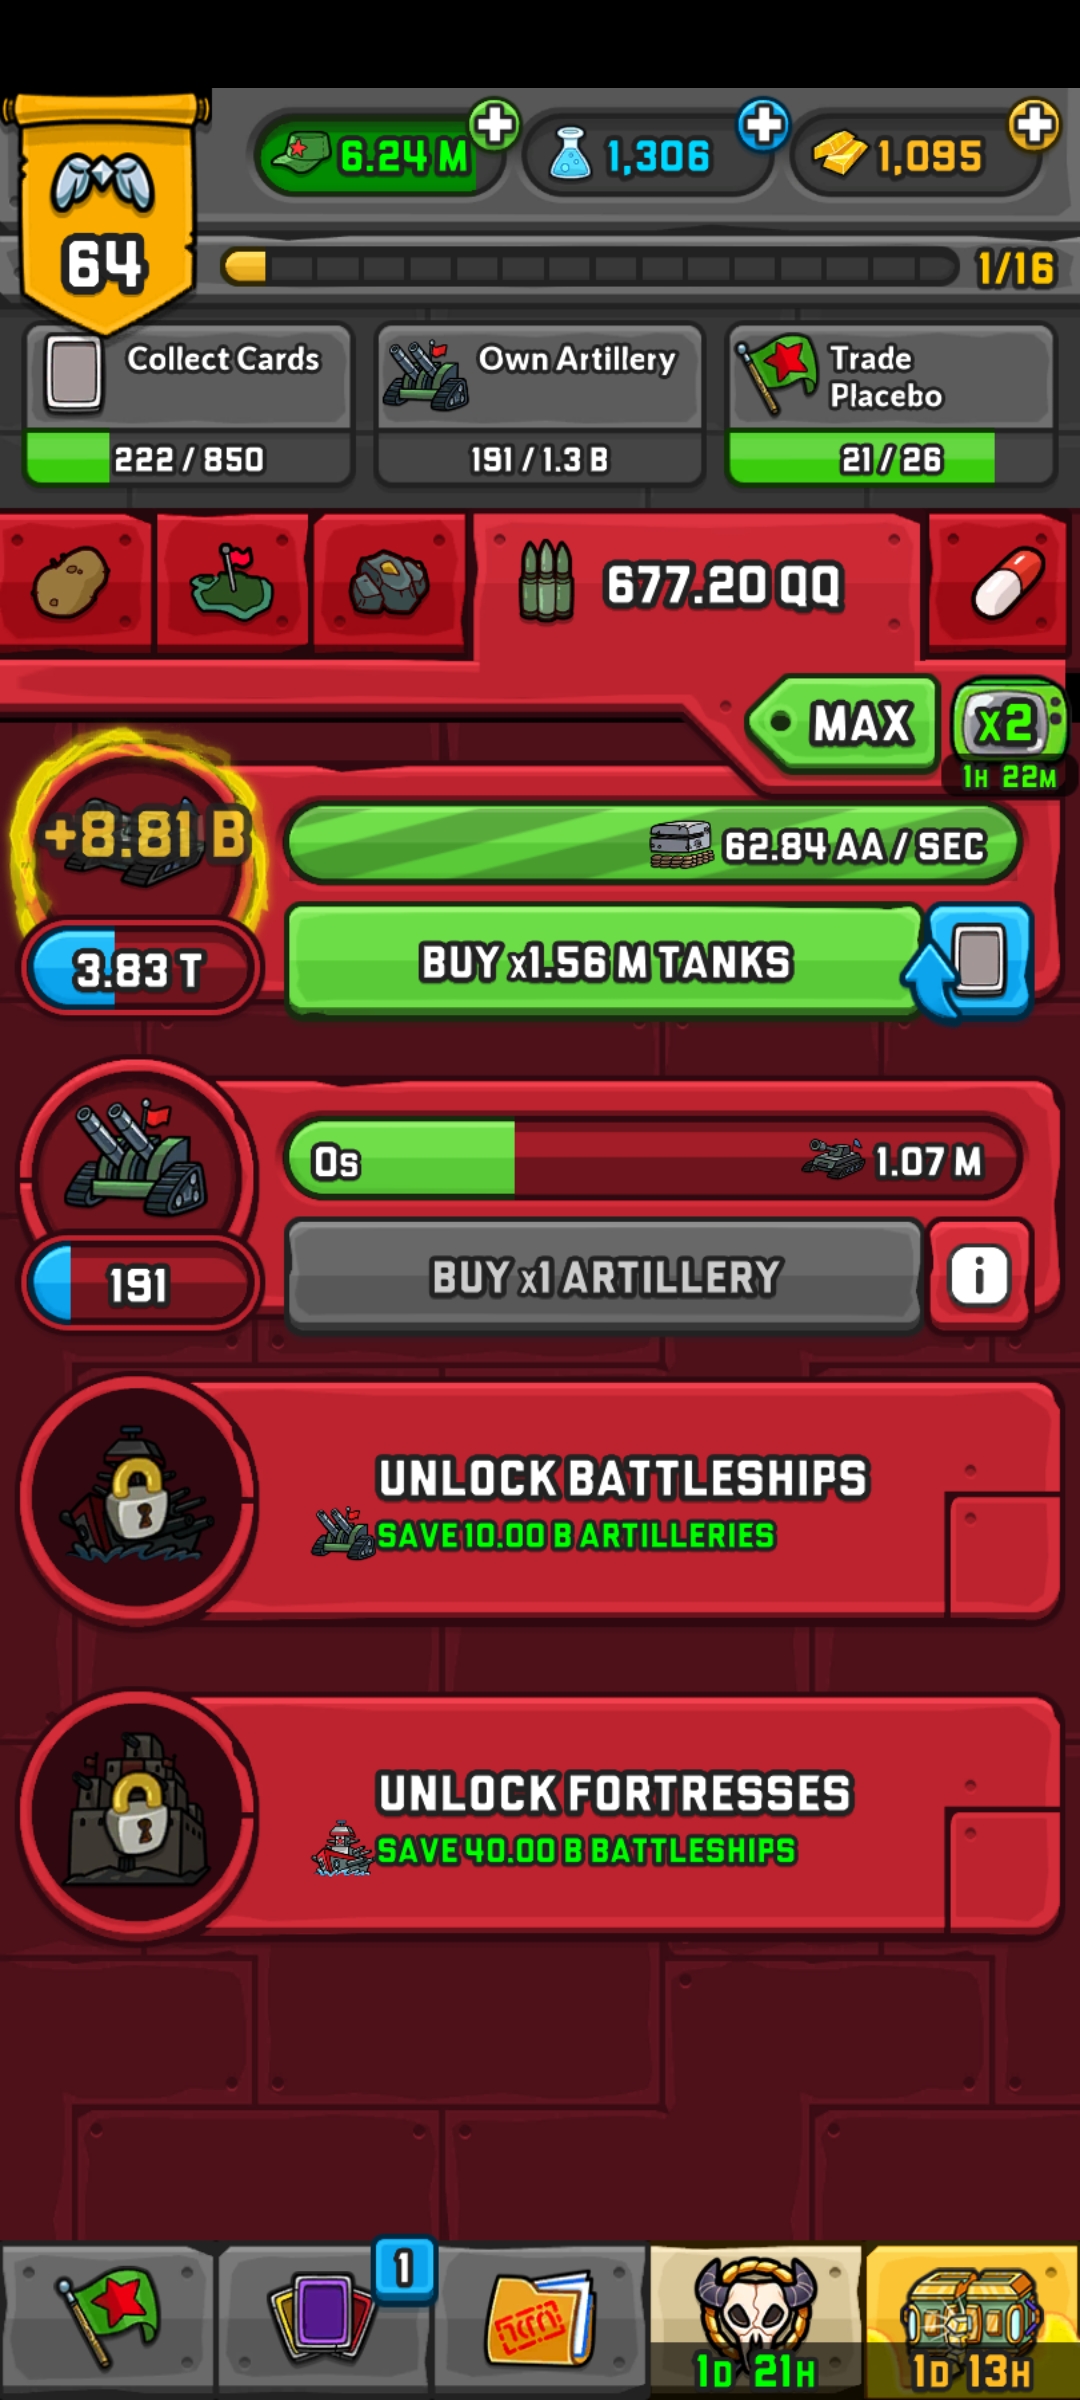 64
6.24 M
1,306
1,095
1/16
Collect Cards
222 / 850
Own Artillery
191 / 1.3 B
Trade
Placebo
21 / 26
677.20 QQ
MAX
x2
1H 22M
+8.81 B
62.84 AA / SEC
3.83 T
BUY x1.56 M TANKS
0s
1.07 M
191
BUY x1 ARTILLERY
i
UNLOCK BATTLESHIPS
SAVE 10.00 B ARTILLERIES
UNLOCK FORTRESSES
SAVE 40.00 B BATTLESHIPS
1
1D 21H
1D 13H